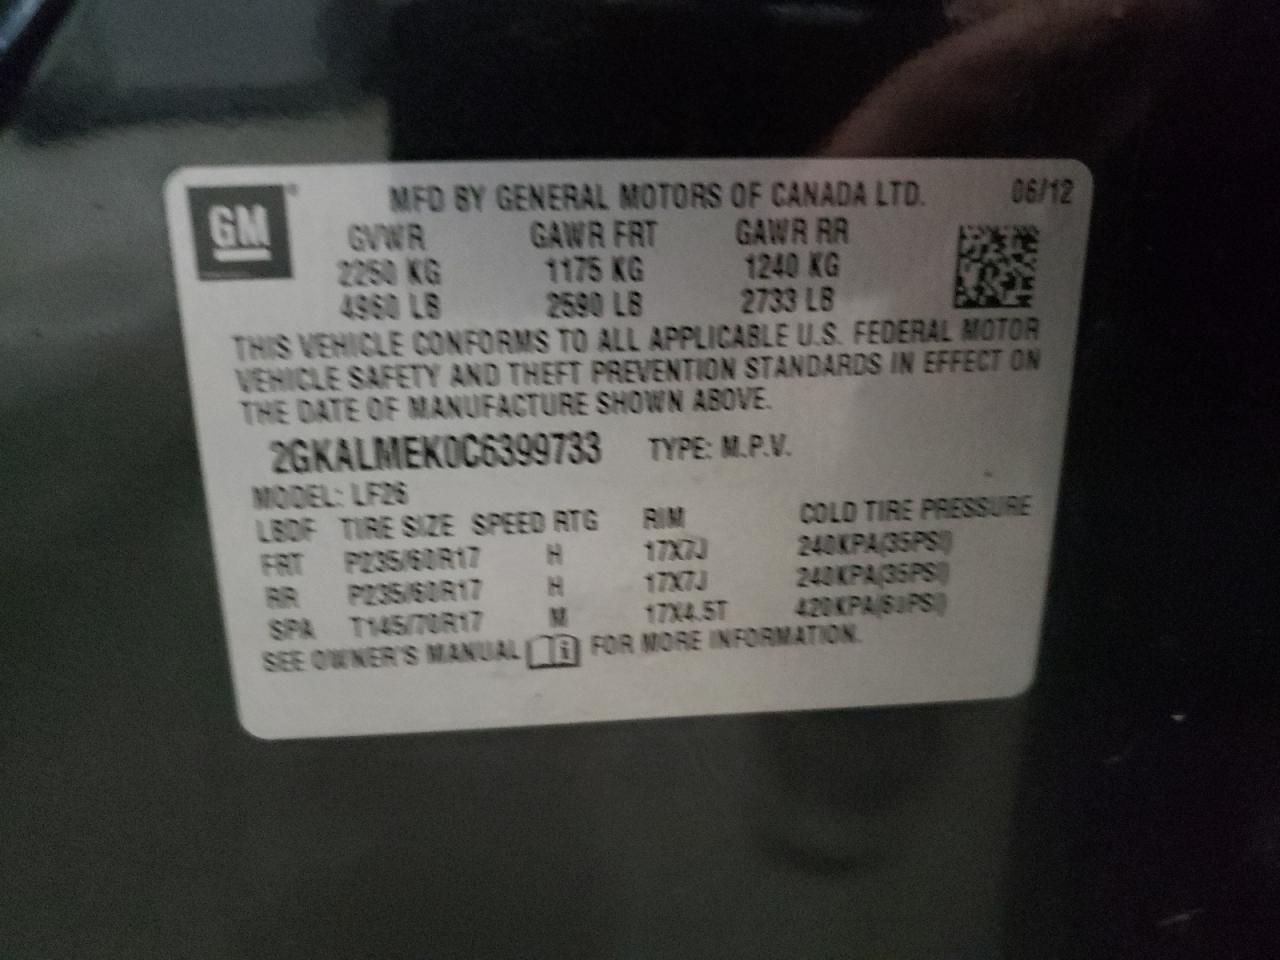 GM
MFD BY GENERAL MOTORS OF CANADA LTD. 06/12
GVWR GAWR FRT GAWR RR
2250 KG 1175 KG 1240 KG
4960 LB 2590 LB 2733 LB
THIS VEHICLE CONFORMS TO ALL APPLICABLE U.S. FEDERAL MOTOR
VEHICLE SAFETY AND THEFT PREVENTION STANDARDS IN EFFECT ON
THE DATE OF MANUFACTURE SHOWN ABOVE.
2GKALMEK0C6399733 TYPE: M.P.V.
MODEL: LF26
LBDF TIRE SIZE SPEED RTG RIM COLD TIRE PRESSURE
FRT P235/60R17 H 17X7J 240KPA(35PSI)
RR P235/60R17 H 17X7J 240KPA(35PSI)
SPA T145/70R17 M 17X4.5T 420KPA(60PSI)
SEE OWNER'S MANUAL FOR MORE INFORMATION.